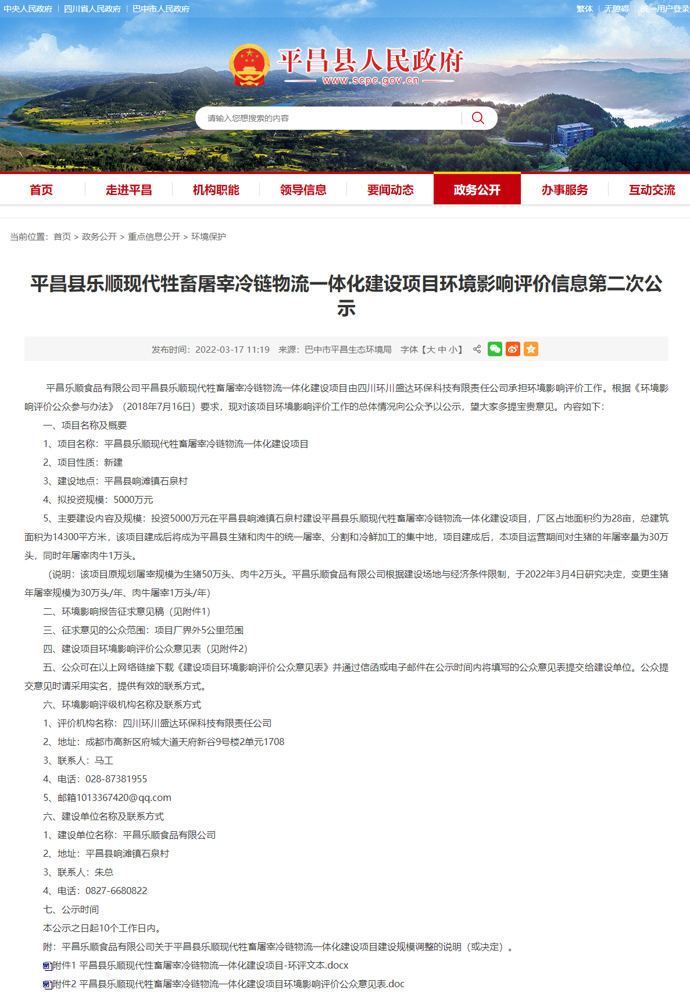 中央人民政府 | 四川省人民政府 | 巴中市人民政府
繁体 | 无障碍 | 统一用户登录
平昌县人民政府
www.scpc.gov.cn
请输入您想搜索的内容
首页 走进平昌 机构职能 领导信息 要闻动态 政务公开 办事服务 互动交流
当前位置：首页 > 政务公开 > 重点信息公开 > 环境保护
平昌县乐顺现代牲畜屠宰冷链物流一体化建设项目环境影响评价信息第二次公
示
发布时间：2022-03-17 11:19 来源：巴中市平昌生态环境局 字体【大 中 小】
平昌乐顺食品有限公司平昌县乐顺现代牲畜屠宰冷链物流一体化建设项目由四川环川盛达环保科技有限责任公司承担环境影响评价工作。根据《环境影
响评价公众参与办法》（2018年7月16日）要求，现对该项目环境影响评价工作的总体情况向公众予以公示，望大家多提宝贵意见。内容如下：
一、项目名称及概要
1、项目名称：平昌县乐顺现代牲畜屠宰冷链物流一体化建设项目
2、项目性质：新建
3、建设地点：平昌县响滩镇石泉村
4、拟投资规模：5000万元
5、主要建设内容及规模：投资5000万元在平昌县响滩镇石泉村建设平昌县乐顺现代牲畜屠宰冷链物流一体化建设项目，厂区占地面积约为28亩，总建筑
面积为14300平方米，该项目建成后将成为平昌县生猪和肉牛的统一屠宰、分割和冷鲜加工的集中地，项目建成后，本项目运营期间对生猪的年屠宰量为30万
头，同时年屠宰肉牛1万头。
（说明：该项目原规划屠宰规模为生猪50万头、肉牛2万头。平昌乐顺食品有限公司根据建设场地与经济条件限制，于2022年3月4日研究决定，变更生猪
年屠宰规模为30万头/年、肉牛屠宰1万头/年）
二、环境影响报告征求意见稿（见附件1）
三、征求意见的公众范围：项目厂界外5公里范围
四、建设项目环境影响评价公众意见表（见附件2）
五、公众可在以上网络链接下载《建设项目环境影响评价公众意见表》并通过信函或电子邮件在公示时间内将填写的公众意见表提交给建设单位。公众提
交意见时请采用实名，提供有效的联系方式。
六、环境影响评级机构名称及联系方式
1、评价机构名称：四川环川盛达环保科技有限责任公司
2、地址：成都市高新区府城大道天府新谷9号楼2单元1708
3、联系人：马工
4、电话：028-87381955
5、邮箱1013367420@qq.com
六、建设单位名称及联系方式
1、建设单位名称：平昌乐顺食品有限公司
2、地址：平昌县响滩镇石泉村
3、联系人：朱总
4、电话：0827-6680822
七、公示时间
本公示之日起10个工作日内。
附：平昌乐顺食品有限公司关于平昌县乐顺现代牲畜屠宰冷链物流一体化建设项目建设规模调整的说明（或决定）。
附件1 平昌县乐顺现代性畜屠宰冷链物流一体化建设项目-环评文本.docx
附件2 平昌县乐顺现代牲畜屠宰冷链物流一体化建设项目环境影响评价公众意见表.doc